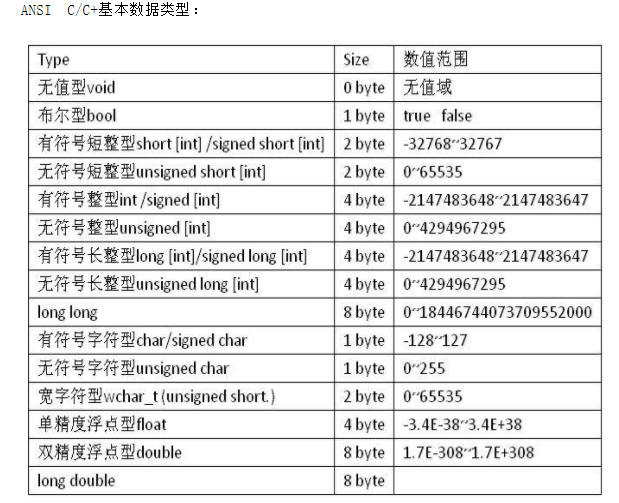 ANSI C/C+基本数据类型：
Type Size 数值范围
无值型void 0 byte 无值域
布尔型bool 1 byte true false
有符号短整型short [int] /signed short [int] 2 byte -32768~32767
无符号短整型unsigned short [int] 2 byte 0~65535
有符号整型int /signed [int] 4 byte -2147483648~2147483647
无符号整型unsigned [int] 4 byte 0~4294967295
有符号长整型long [int]/signed long [int] 4 byte -2147483648~2147483647
无符号长整型unsigned long [int] 4 byte 0~4294967295
long long 8 byte 0~18446744073709552000
有符号字符型char/signed char 1 byte -128~127
无符号字符型unsigned char 1 byte 0~255
宽字符型wchar_t (unsigned short.) 2 byte 0~65535
单精度浮点型float 4 byte -3.4E-38~3.4E+38
双精度浮点型double 8 byte 1.7E-308~1.7E+308
long double 8 byte